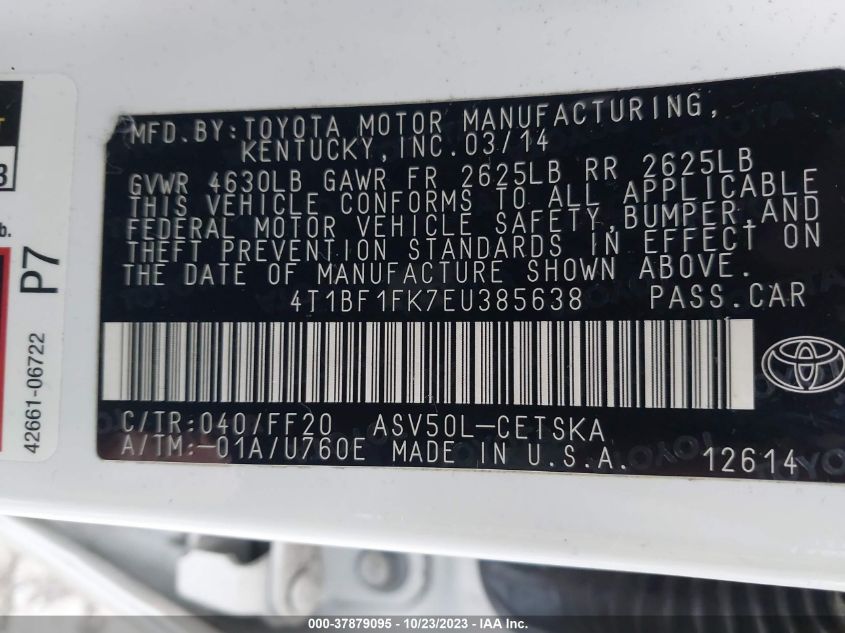 MFD. BY: TOYOTA MOTOR MANUFACTURING,
KENTUCKY, INC. 03/14
GVWR 4630LB GAWR FR 2625LB RR 2625LB
THIS VEHICLE CONFORMS TO ALL APPLICABLE
FEDERAL MOTOR VEHICLE SAFETY, BUMPER, AND
THEFT PREVENTION STANDARDS IN EFFECT ON
THE DATE OF MANUFACTURE SHOWN ABOVE.
4T1BF1FK7EU385638 PASS.CAR
C/TR:040/FF20 ASV50L-CETSKA
A/TM:-01A/U760E MADE IN U.S.A. 12614
3
b.
P7
42661-06722
000-37879095 - 10/23/2023 - IAA Inc.